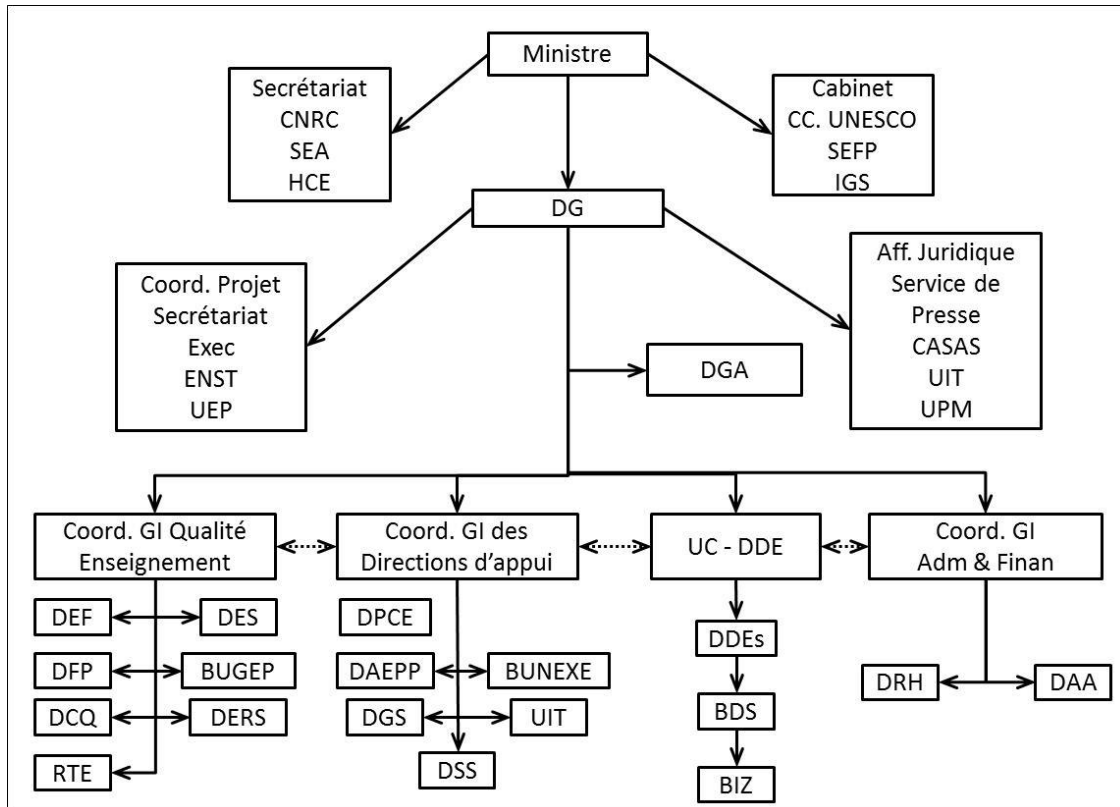 Ministre
Secrétariat
CNRC
SEA
HCE
Cabinet
CC. UNESCO
SEFP
IGS
DG
Coord. Projet
Secrétariat
Exec
ENST
UEP
Aff. Juridique
Service de
Presse
CASAS
UIT
UPM
DGA
Coord. GI Qualité
Enseignement
Coord. GI des
Directions d'appui
UC - DDE
Coord. GI
Adm & Finan
DEF
DES
DFP
BUGEP
DCQ
DERS
RTE
DPCE
DAEPP
BUNEXE
DGS
UIT
DSS
DDEs
BDS
BIZ
DRH
DAA